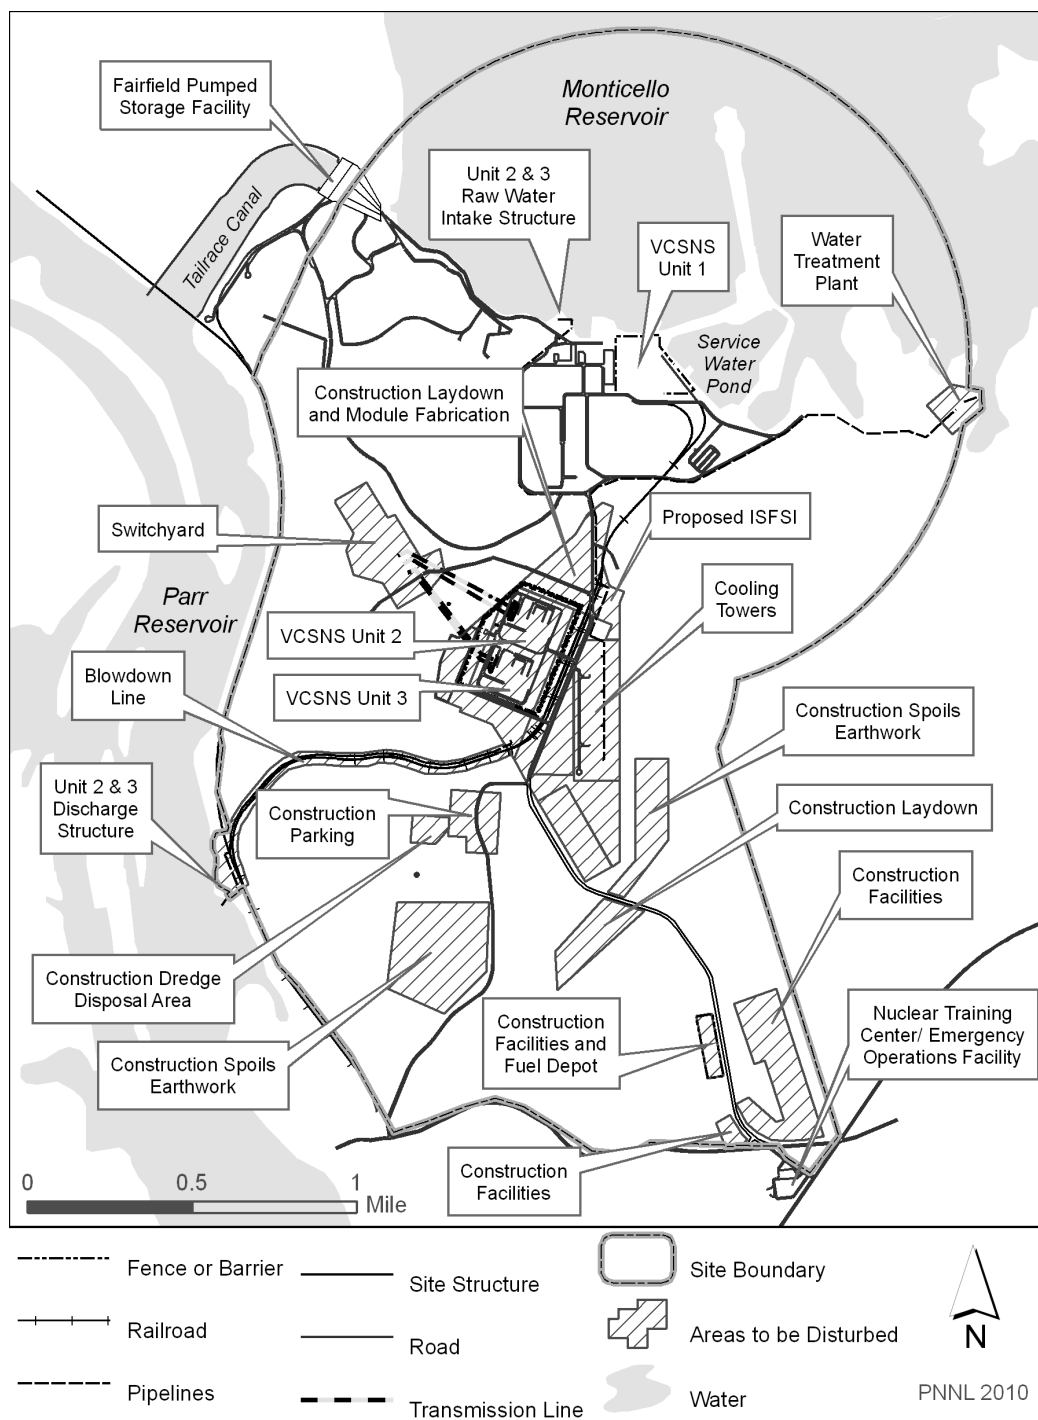 Monticello
Reservoir
Fairfield Pumped
Storage Facility
Unit 2 & 3
Raw Water
Intake Structure
VCSNS
Unit 1
Water
Treatment
Plant
Tailrace Canal
Service
Water
Pond
Construction Laydown
and Module Fabrication
Switchyard
Proposed ISFSI
Parr
Reservoir
Cooling
Towers
VCSNS Unit 2
VCSNS Unit 3
Blowdown
Line
Construction Spoils
Earthwork
Unit 2 & 3
Discharge
Structure
Construction
Parking
Construction Laydown
Construction
Facilities
Construction Dredge
Disposal Area
Construction
Facilities and
Fuel Depot
Nuclear Training
Center/ Emergency
Operations Facility
Construction Spoils
Earthwork
Construction
Facilities
0 0.5 1
Mile
Fence or Barrier
Site Structure
Site Boundary
Railroad
Road
Areas to be Disturbed
N
Pipelines
Transmission Line
Water
PNNL 2010